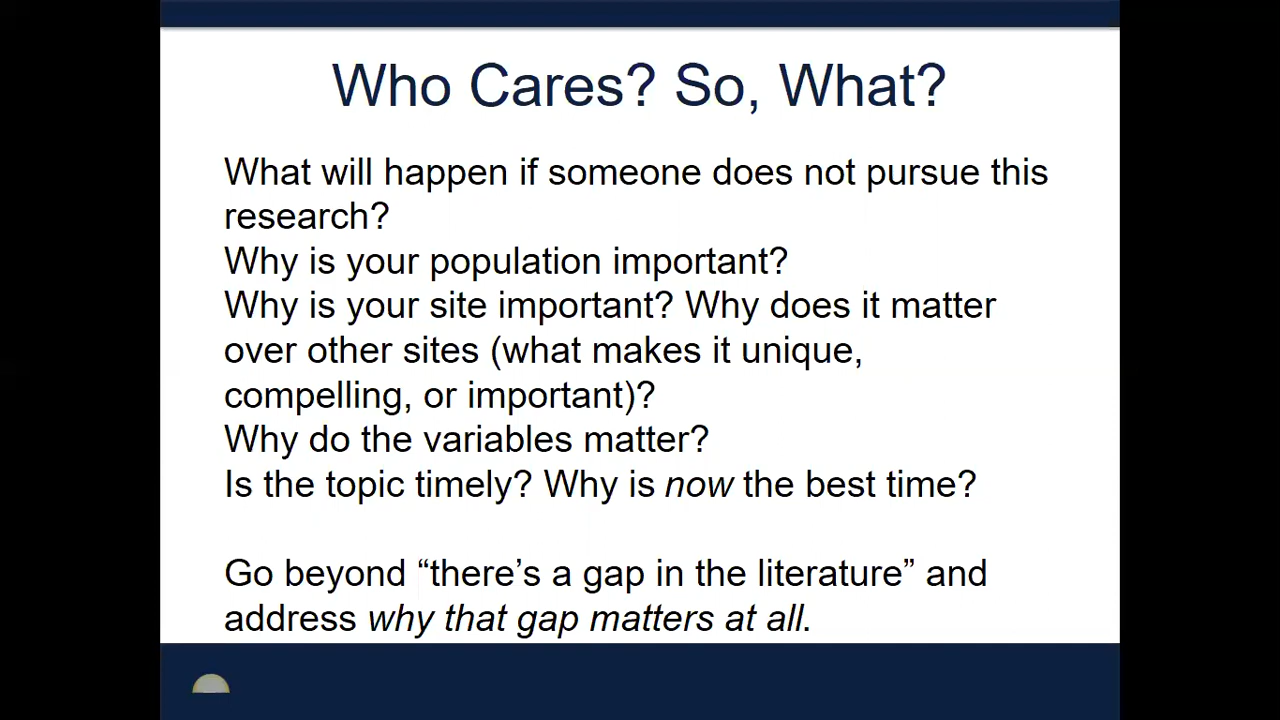 Who Cares? So, What?
What will happen if someone does not pursue this
research?
Why is your population important?
Why is your site important? Why does it matter
over other sites (what makes it unique,
compelling, or important)?
Why do the variables matter?
Is the topic timely? Why is now the best time?
Go beyond “there’s a gap in the literature” and
address why that gap matters at all.